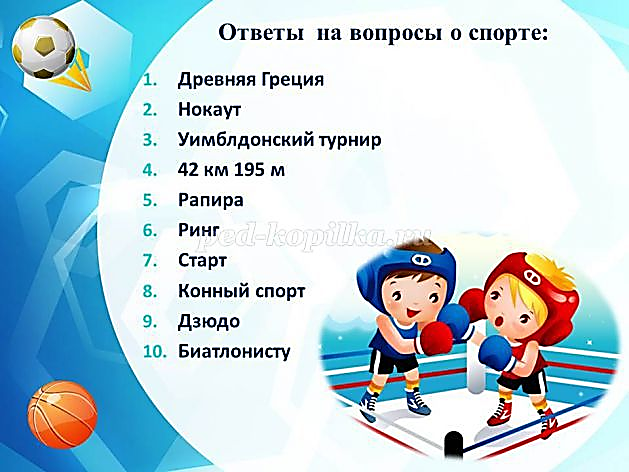 Ответы на вопросы о спорте:
1. Древняя Греция
2. Нокаут
3. Уимблдонский турнир
4. 42 км 195 м
5. Рапира
6. Ринг
ped-kopilka.ru
7. Старт
8. Конный спорт
9. Дзюдо
10. Биатлонисту